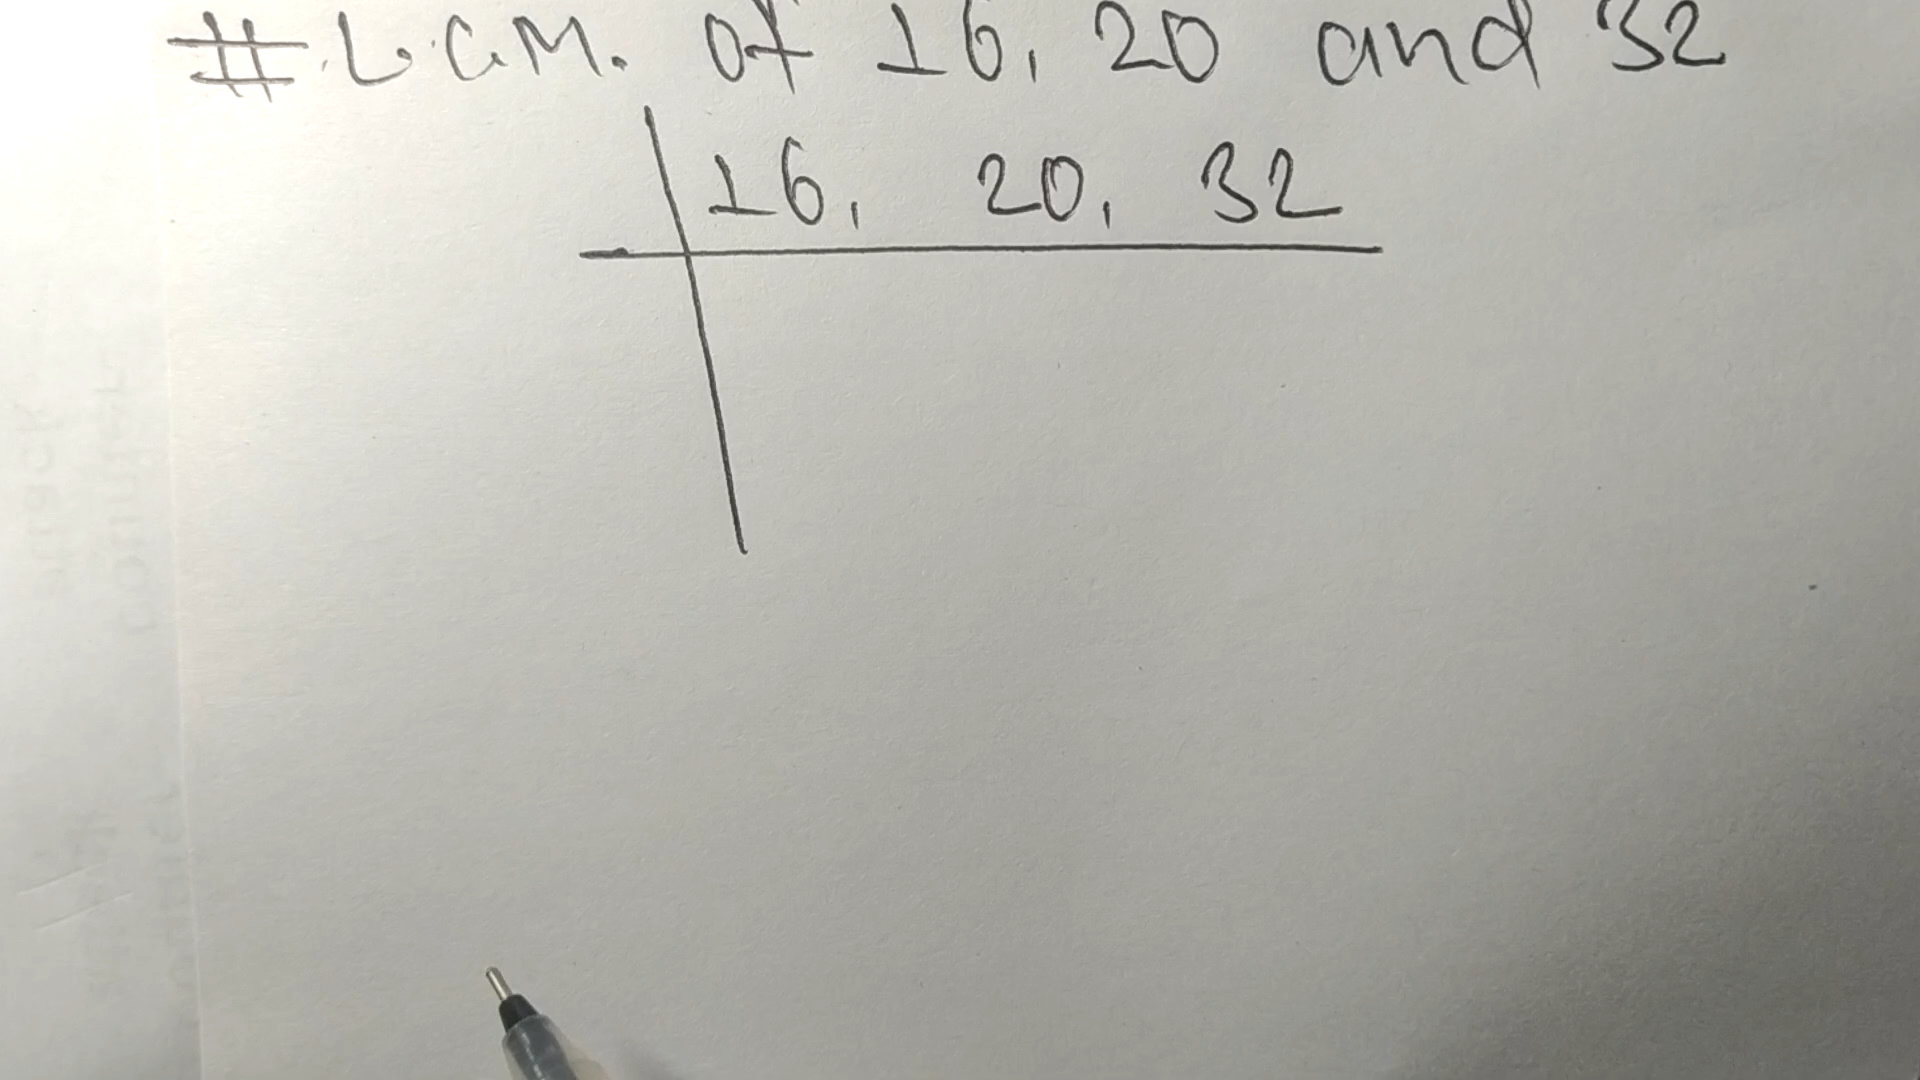 # L.C.M. of 16, 20 and 32
16, 20, 32